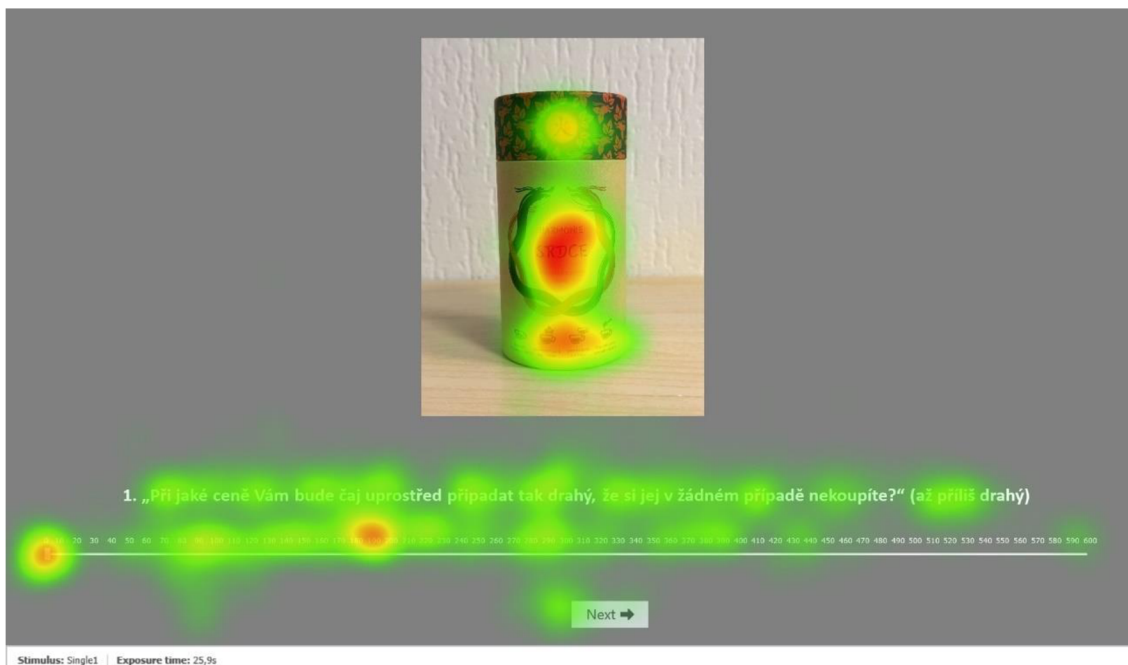 SRDCE
1. „Při jaké ceně Vám bude čaj uprostřed připadat tak drahý, že si jej v žádném případě nekoupíte?“ (až příliš drahý)
10 20 30 40 50 60 70 80 90 100 110 120 130 140 150 160 170 180 200 210 220 230 240 250 260 270 280 290 300 310 320 330 340 350 360 370 380 390 400 410 420 430 440 450 460 470 480 490 500 510 520 530 540 550 560 570 580 590 600
Next ➡
Stimulus: Single1 | Exposure time: 25,9s